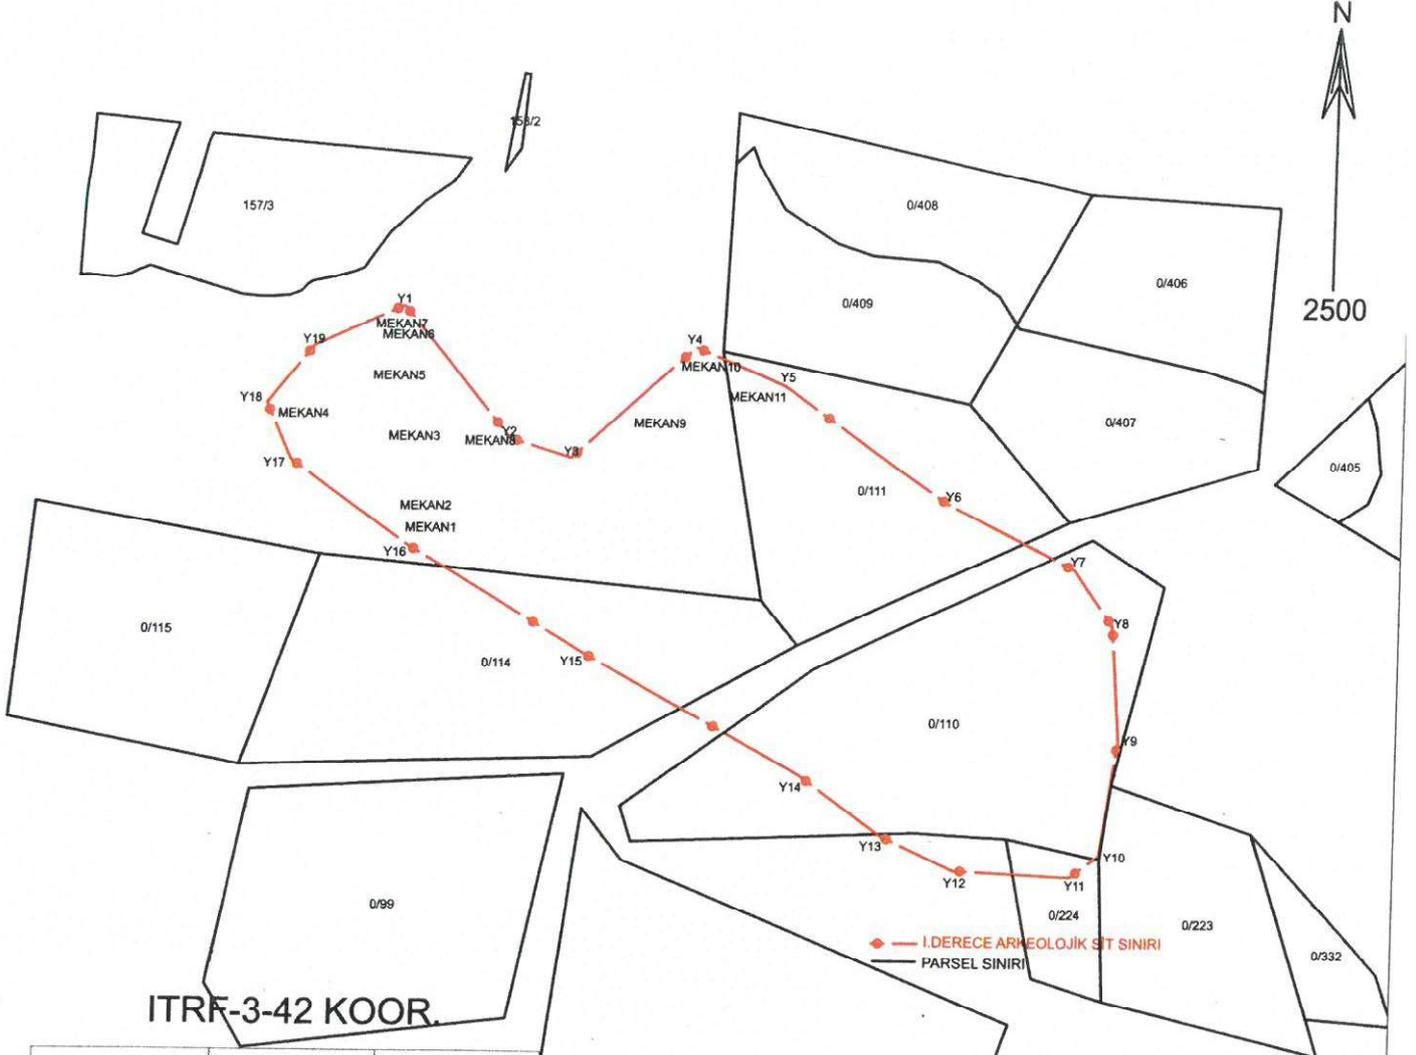 N
158/2
157/3
0/408
0/406
0/409
2500
Y1
MEKAN7
MEKAN6
Y19
Y4
MEKAN10
MEKAN5
Y5
Y18
MEKAN4
MEKAN11
MEKAN9
0/407
Y2
MEKAN3
MEKAN8
Y3
Y17
0/405
0/111
Y6
MEKAN2
MEKAN1
Y16
Y7
0/115
Y8
0/114
Y15
0/110
Y9
Y14
Y13
Y10
Y12
Y11
0/99
0/224
0/223
I.DERECE ARKEOLOJİK SİT SINIRI
PARSEL SINIRI
0/332
ITRF-3-42 KOOR.